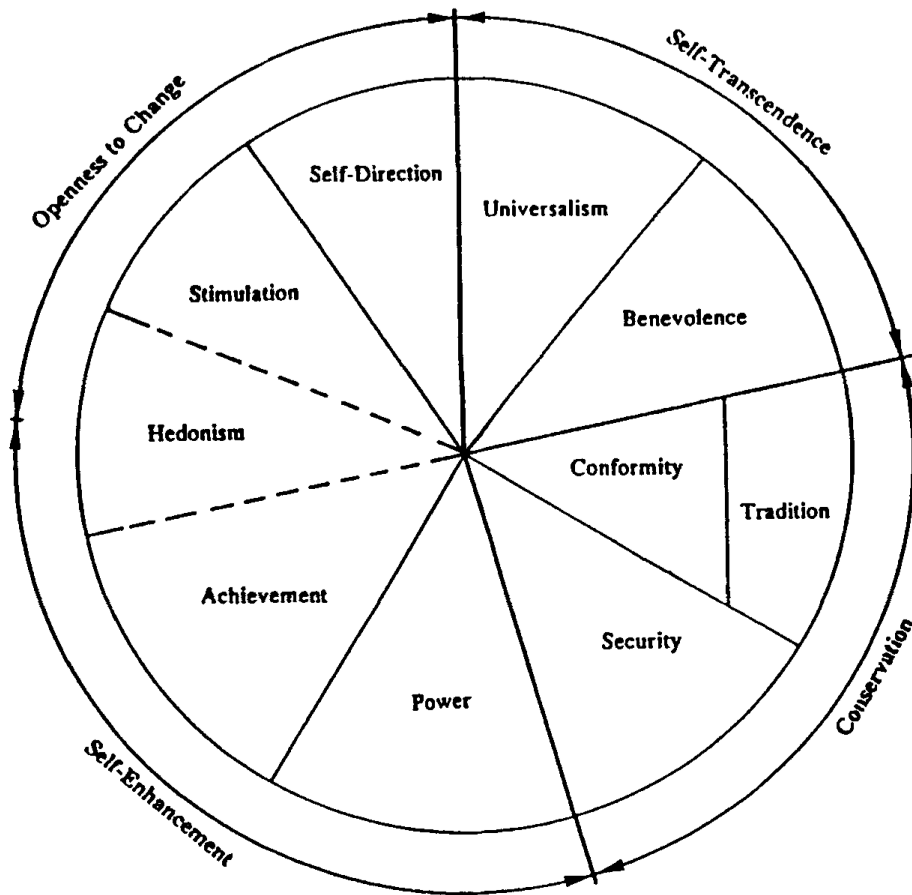 Openness to Change
Self-Transcendence
Self-Direction
Universalism
Stimulation
Benevolence
Hedonism
Conformity
Tradition
Achievement
Security
Power
Conservation
Self-Enhancement